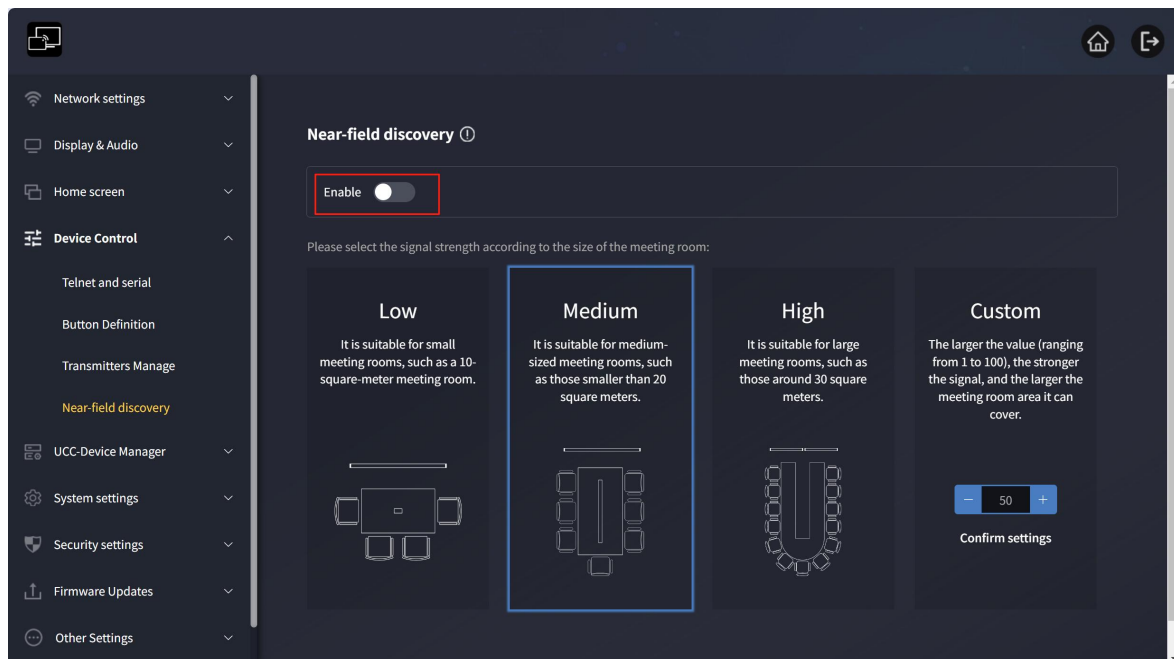 Network settings
Display & Audio
Home screen
Device Control
Telnet and serial
Button Definition
Transmitters Manage
Near-field discovery
UCC-Device Manager
System settings
Security settings
Firmware Updates
Other Settings
Near-field discovery
Enable
Please select the signal strength according to the size of the meeting room:
Low
It is suitable for small
meeting rooms, such as a 10-
square-meter meeting room.
Medium
It is suitable for medium-
sized meeting rooms, such
as those smaller than 20
square meters.
High
It is suitable for large
meeting rooms, such as
those around 30 square
meters.
Custom
The larger the value (ranging
from 1 to 100), the stronger
the signal, and the larger the
meeting room area it can
cover.
− 50 +
Confirm settings